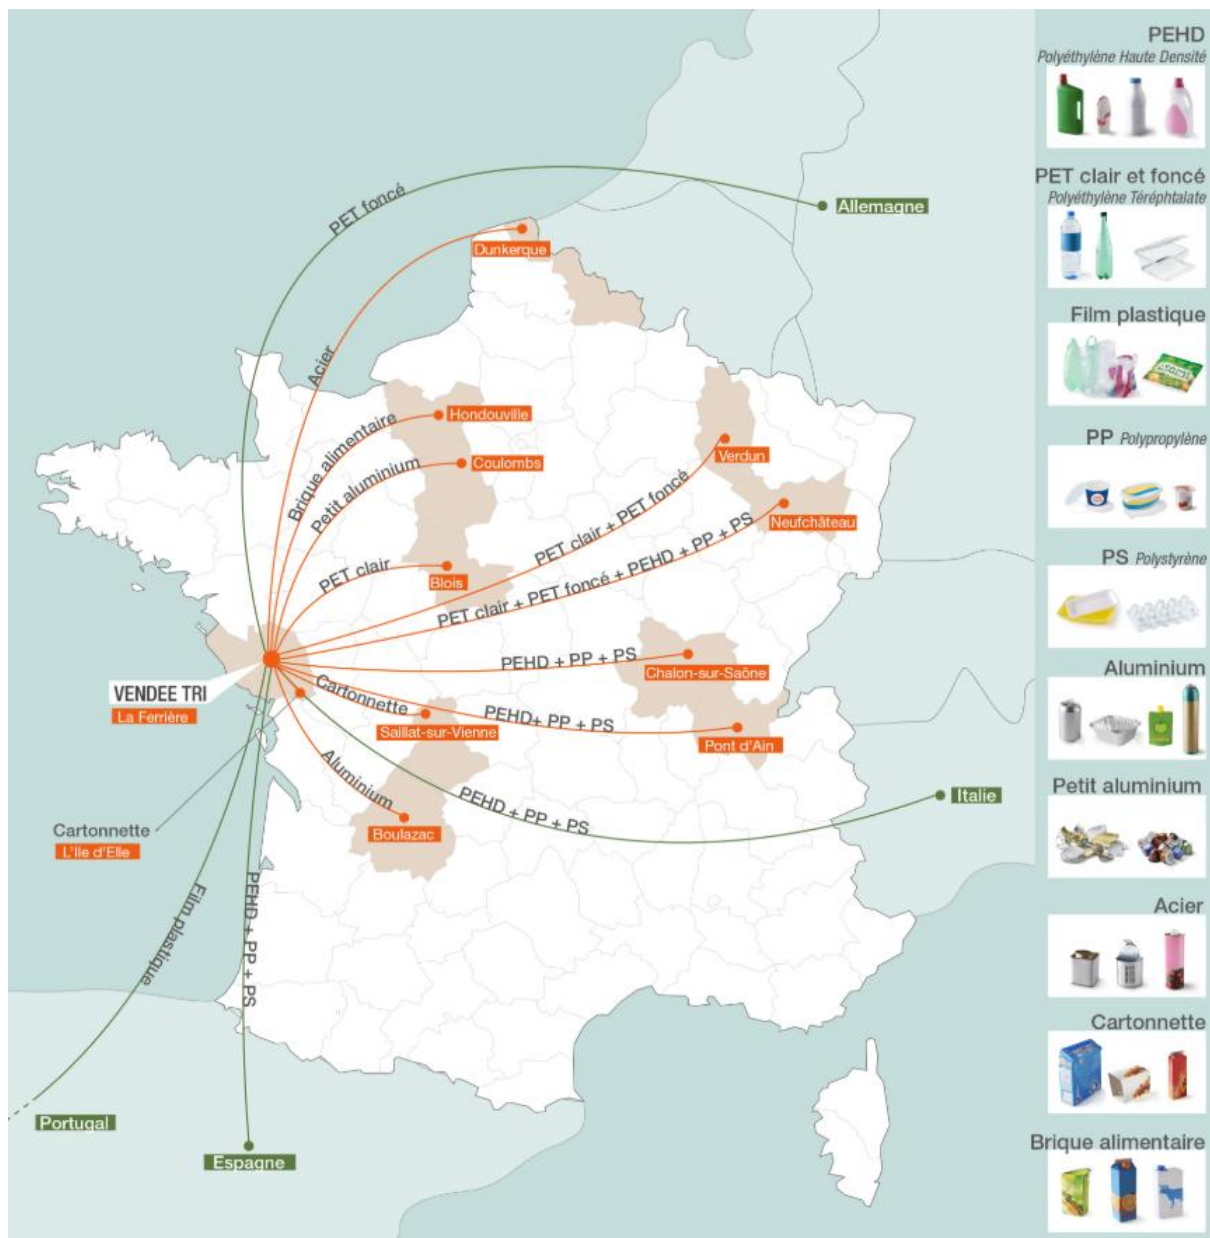 PET foncé
Allemagne
Dunkerque
Acier
Brique alimentaire
Hondouville
Petit aluminium
Coulombs
PET clair
Blois
PET clair + PET foncé
Verdun
PET clair + PET foncé + PEHD + PP + PS
Neufchâteau
PEHD + PP + PS
Chalon-sur-Saône
VENDEE TRI
La Ferrière
Cartonnette
Saillat-sur-Vienne
PEHD+ PP + PS
Pont d'Ain
Aluminium
Boulazac
PEHD + PP + PS
Italie
Cartonnette
L'Ile d'Elle
Film plastique
PEHD + PP + PS
Portugal
Espagne
PEHD
Polyéthylène Haute Densité
PET clair et foncé
Polyéthylène Téréphtalate
Film plastique
PP Polypropylène
PS Polystyrène
Aluminium
Petit aluminium
Acier
Cartonnette
Brique alimentaire